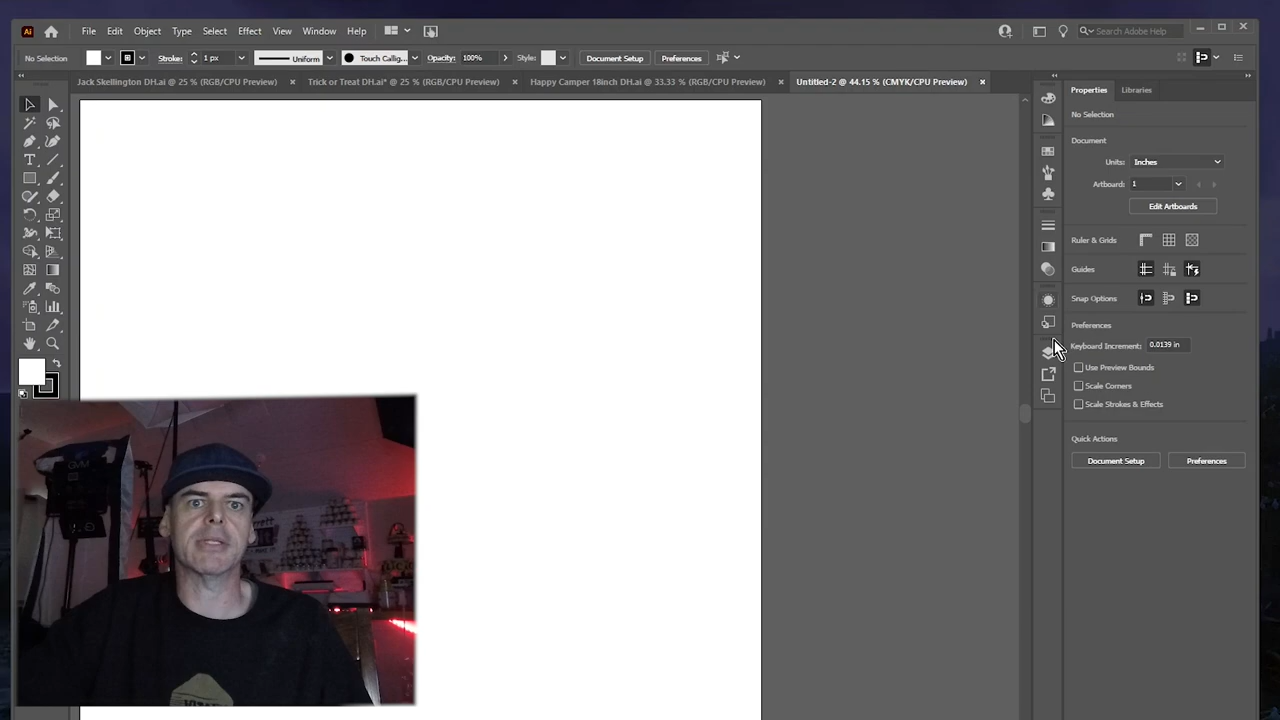 Ai File Edit Object Type Select Effect View Window Help Search Adobe Help
No Selection Stroke: 1 px Uniform Touch Callig... Opacity: 100% Style: Document Setup Preferences
Jack Skellington DH.ai @ 25 % (RGB/CPU Preview) × Trick or Treat DH.ai* @ 25 % (RGB/CPU Preview) × Happy Camper 18inch DH.ai @ 33.33 % (RGB/CPU Preview) × Untitled-2 @ 44.15 % (CMYK/CPU Preview) ×
Properties Libraries
No Selection
Document
Units: Inches
Artboard: 1
Edit Artboards
Ruler & Grids
Guides
Snap Options
Preferences
Keyboard Increment: 0.0139 in
Use Preview Bounds
Scale Corners
Scale Strokes & Effects
Quick Actions
Document Setup Preferences
GVM